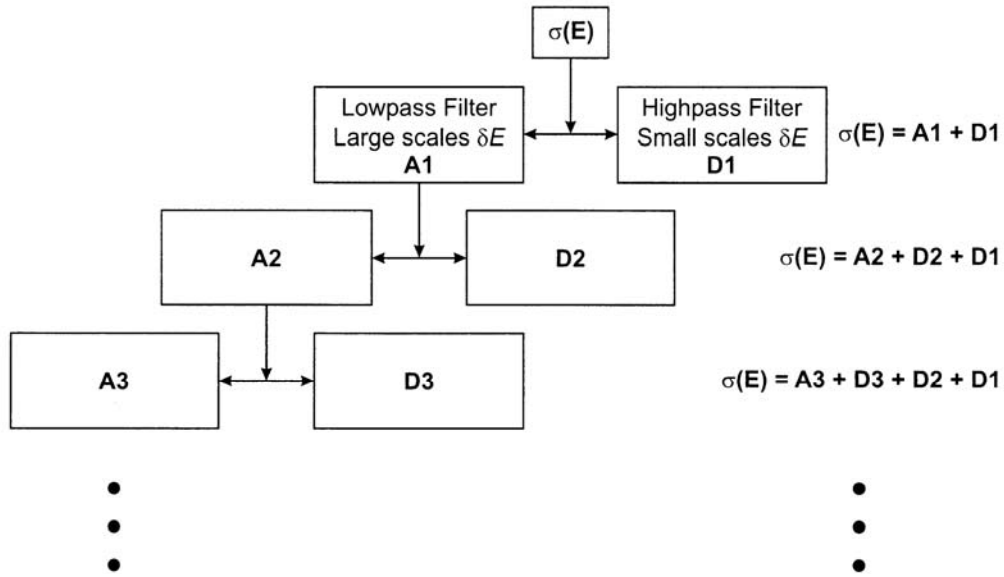 σ(E)
Lowpass Filter
Large scales δE
A1
Highpass Filter
Small scales δE
D1
σ(E) = A1 + D1
A2
D2
σ(E) = A2 + D2 + D1
A3
D3
σ(E) = A3 + D3 + D2 + D1